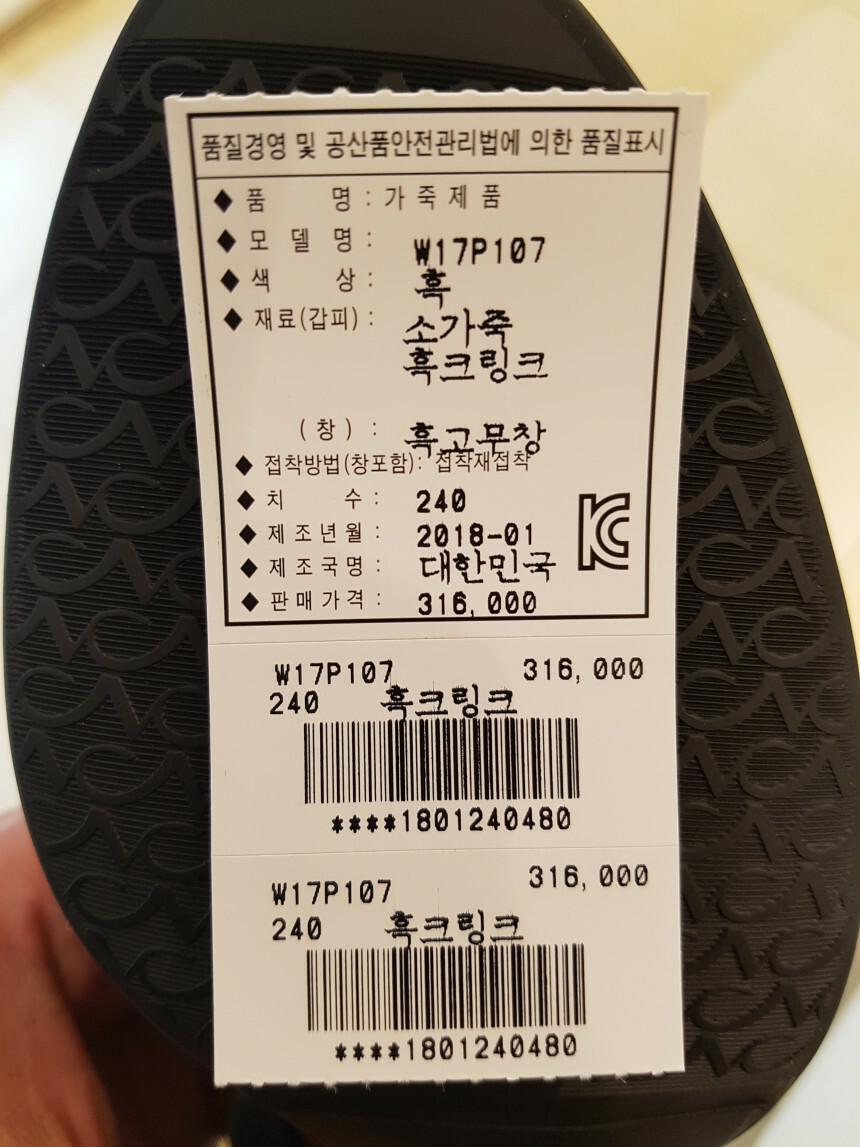 품질경영 및 공산품안전관리법에 의한 품질표시
◆ 품 명 : 가 죽 제 품
◆ 모 델 명 : W17P107
◆ 색 상 : 흑
◆ 재료(갑피) : 소가죽
흑크링크
( 창 ) : 흑고무창
◆ 접착방법(창포함): 접착재접착
◆ 치 수 : 240
◆ 제 조 년 월 : 2018-01
◆ 제 조 국 명 : 대한민국
◆ 판 매 가 격 : 316,000
W17P107 316,000
240 흑크링크
****1801240480
W17P107 316,000
240 흑크링크
****1801240480